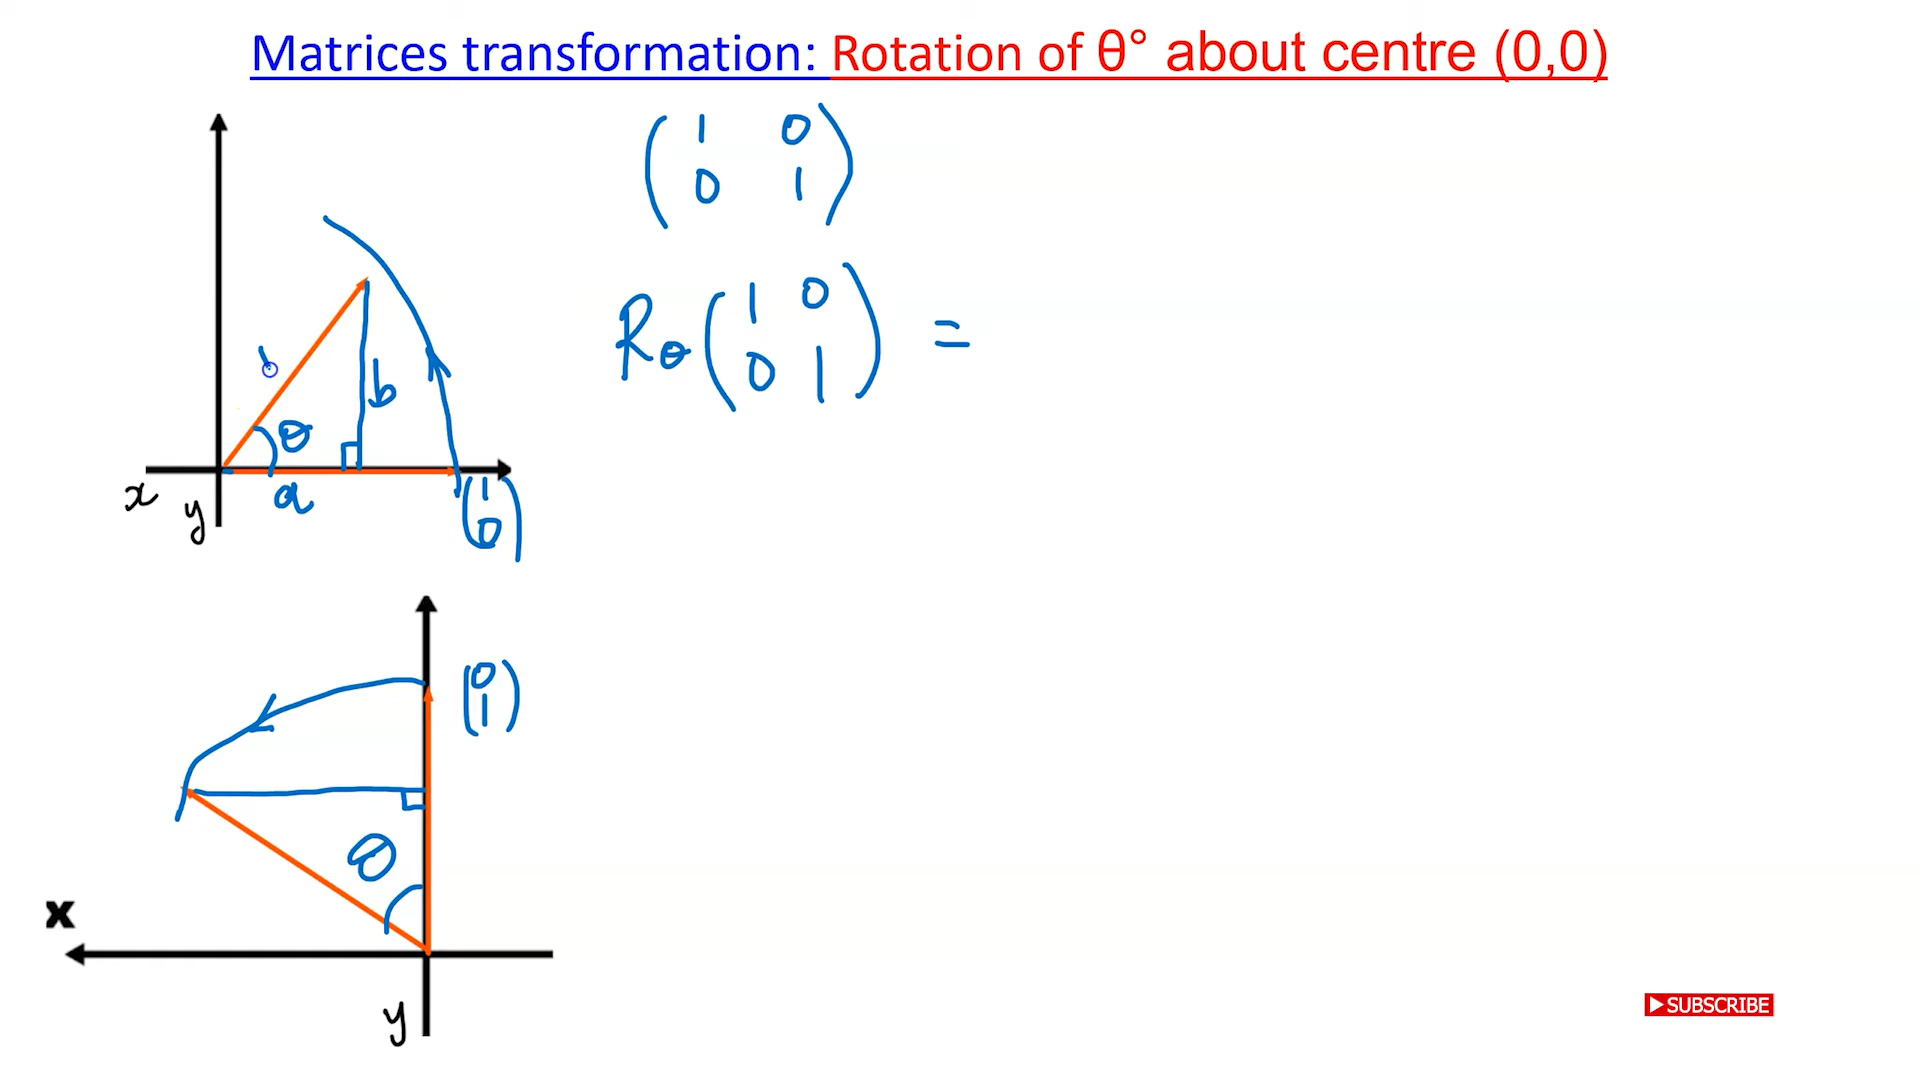 Matrices transformation: Rotation of θ° about centre (0,0)
( 1 0
0 1 )
Rθ ( 1 0
0 1 ) =
1
b
θ
a
x
y
( 1
0 )
( 0
1 )
θ
x
y
SUBSCRIBE